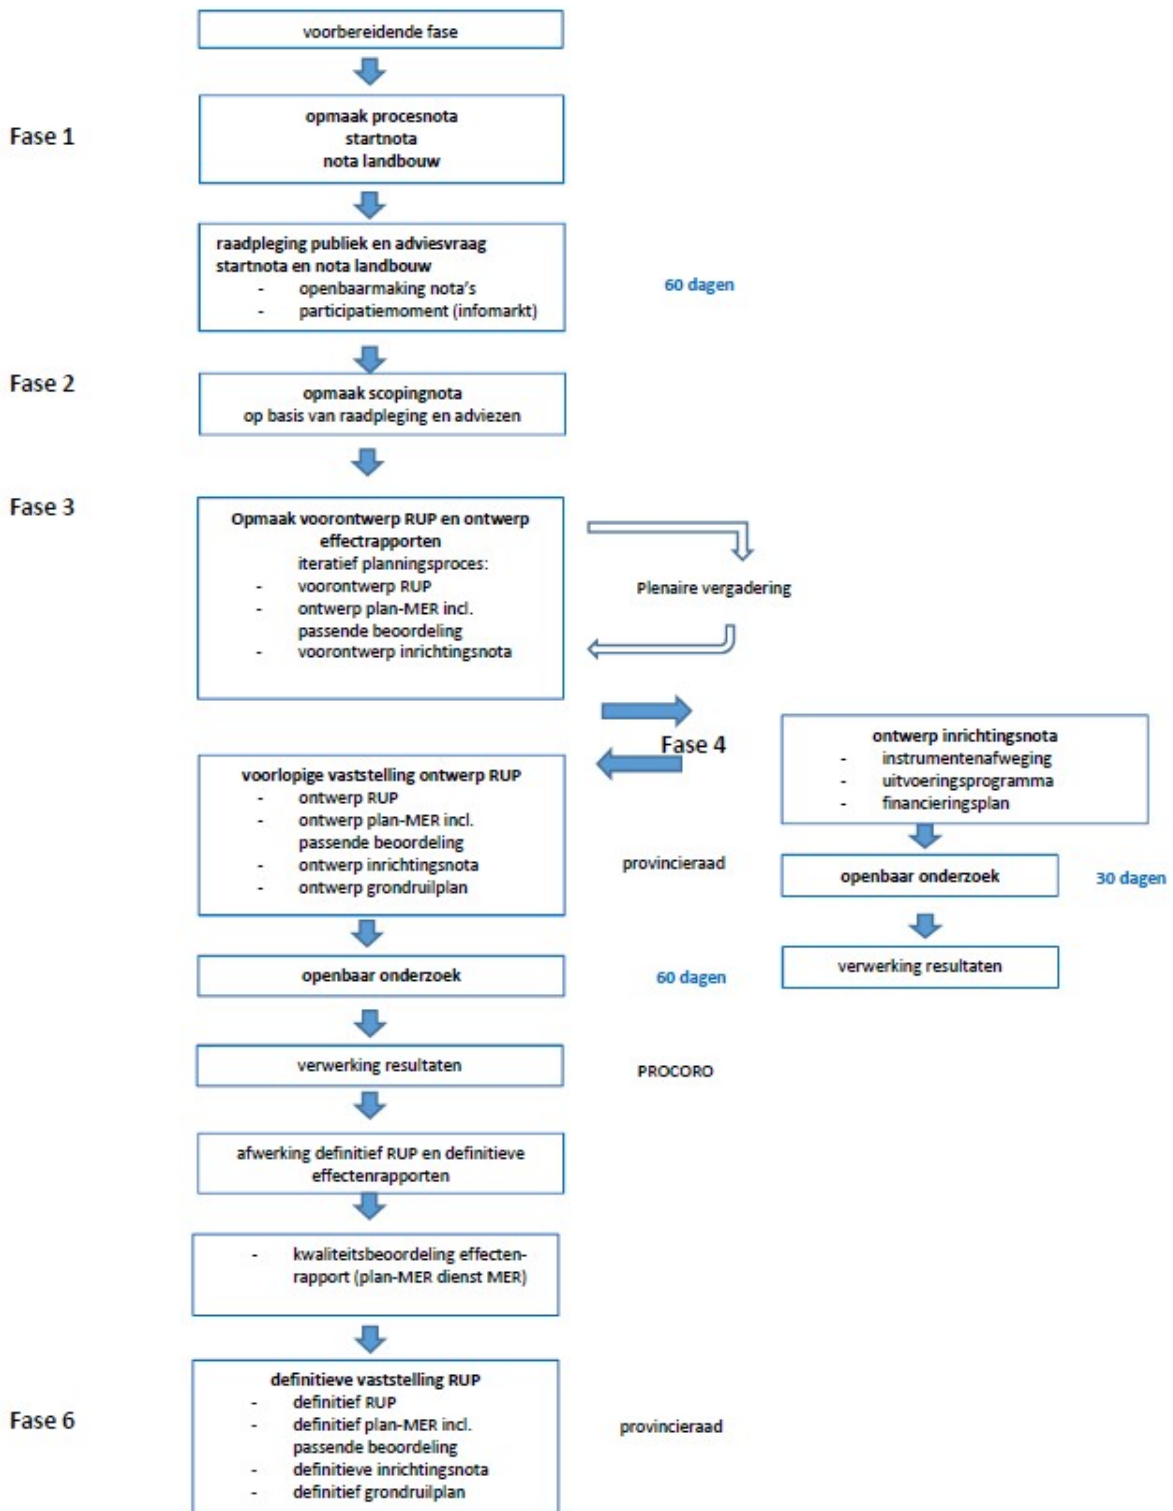 voorbereidende fase
Fase 1
opmaak procesnota
startnota
nota landbouw
raadpleging publiek en adviesvraag
startnota en nota landbouw
- openbaarmaking nota's
- participatiemoment (infomarkt)
60 dagen
Fase 2
opmaak scopingnota
op basis van raadpleging en adviezen
Fase 3
Opmaak voorontwerp RUP en ontwerp
effectrapporten
iteratief planningsproces:
- voorontwerp RUP
- ontwerp plan-MER incl.
passende beoordeling
- voorontwerp inrichtingsnota
Plenaire vergadering
Fase 4
ontwerp inrichtingsnota
- instrumentenafweging
- uitvoeringsprogramma
- financieringsplan
voorlopige vaststelling ontwerp RUP
- ontwerp RUP
- ontwerp plan-MER incl.
passende beoordeling
- ontwerp inrichtingsnota
- ontwerp grondruilplan
provincieraad
openbaar onderzoek
30 dagen
verwerking resultaten
openbaar onderzoek
60 dagen
verwerking resultaten
PROCORO
afwerking definitief RUP en definitieve
effectenrapporten
- kwaliteitsbeoordeling effecten-
rapport (plan-MER dienst MER)
Fase 6
definitieve vaststelling RUP
- definitief RUP
- definitief plan-MER incl.
passende beoordeling
- definitieve inrichtingsnota
- definitief grondruilplan
provincieraad